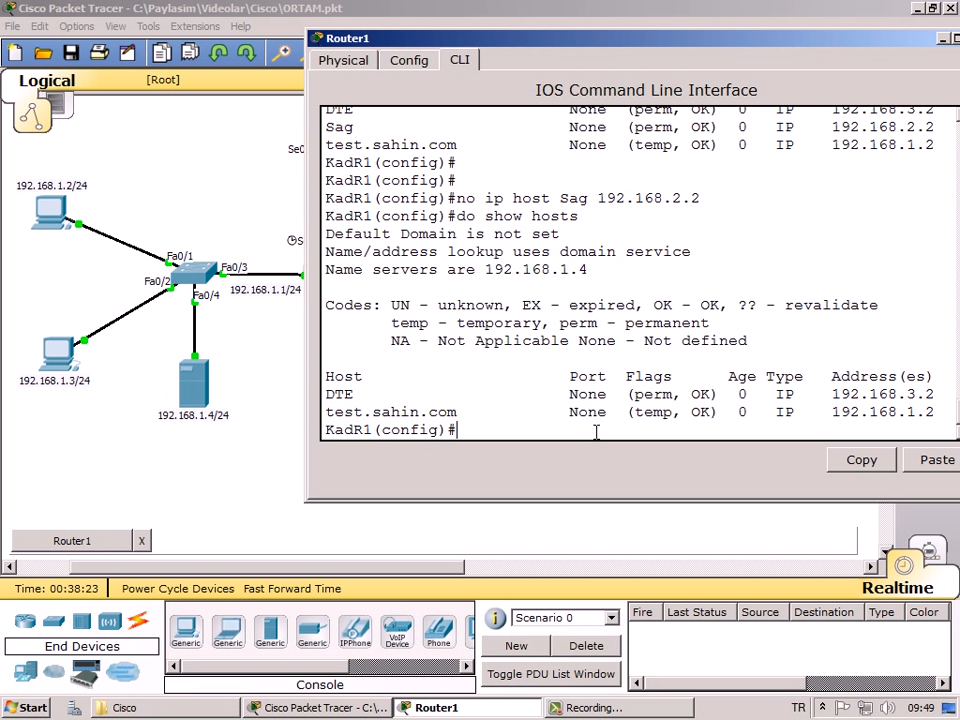 Cisco Packet Tracer - C:\Paylasim\Videolar\Cisco\ORTAM.pkt
File Edit Options View Tools Extensions Help
Logical
[Root]
Router1
Physical Config CLI
IOS Command Line Interface
DTE None (perm, OK) 0 IP 192.168.3.2
Sag None (perm, OK) 0 IP 192.168.2.2
test.sahin.com None (temp, OK) 0 IP 192.168.1.2
KadR1(config)#
KadR1(config)#
KadR1(config)#no ip host Sag 192.168.2.2
KadR1(config)#do show hosts
Default Domain is not set
Name/address lookup uses domain service
Name servers are 192.168.1.4
Codes: UN - unknown, EX - expired, OK - OK, ?? - revalidate
temp - temporary, perm - permanent
NA - Not Applicable None - Not defined
Host Port Flags Age Type Address(es)
DTE None (perm, OK) 0 IP 192.168.3.2
test.sahin.com None (temp, OK) 0 IP 192.168.1.2
KadR1(config)#
Copy Paste
Se0
192.168.1.2/24
Fa0/1
Fa0/3
Fa0/2
Fa0/4
192.168.1.1/24
192.168.1.3/24
192.168.1.4/24
Router1 X
Time: 00:38:23 Power Cycle Devices Fast Forward Time
Realtime
End Devices
Generic Generic Generic Generic IPPhone VoIP Device Phone
Console
Scenario 0
New Delete
Toggle PDU List Window
Fire Last Status Source Destination Type Color
Start Cisco Cisco Packet Tracer - C:\... Router1 Recording... TR 09:49